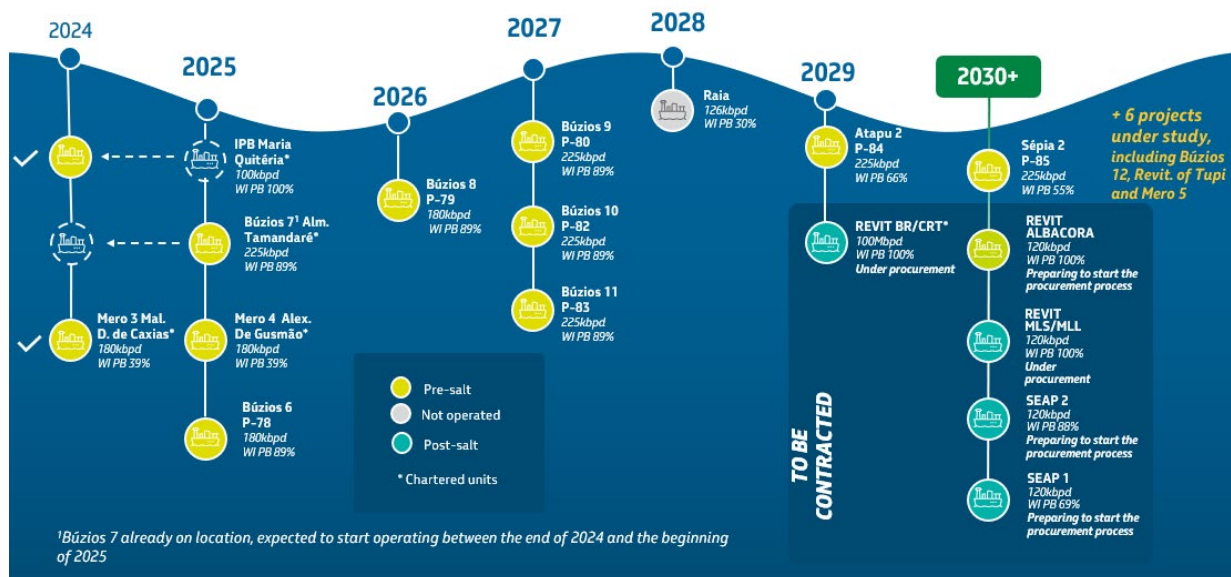 2024
2025
2026
2027
2028
2029
2030+
Mero 3 Mal.
D. de Caxias*
180kbpd
WI PB 39%
IPB Maria
Quitéria*
100kbpd
WI PB 100%
Búzios 7¹ Alm.
Tamandaré*
225kbpd
WI PB 89%
Mero 4 Alex.
De Gusmão*
180kbpd
WI PB 39%
Búzios 6
P-78
180kbpd
WI PB 89%
Búzios 8
P-79
180kbpd
WI PB 89%
Búzios 9
P-80
225kbpd
WI PB 89%
Búzios 10
P-82
225kbpd
WI PB 89%
Búzios 11
P-83
225kbpd
WI PB 89%
Raia
126kbpd
WI PB 30%
Atapu 2
P-84
225kbpd
WI PB 66%
REVIT BR/CRT*
100Mbpd
WI PB 100%
Under procurement
Sépia 2
P-85
225kbpd
WI PB 55%
REVIT
ALBACORA
120kbpd
WI PB 100%
Preparing to start the
procurement process
REVIT
MLS/MLL
120kbpd
WI PB 100%
Under
procurement
SEAP 2
120kbpd
WI PB 88%
Preparing to start the
procurement process
SEAP 1
120kbpd
WI PB 69%
Preparing to start the
procurement process
+ 6 projects
under study,
including Búzios
12, Revit. of Tupi
and Mero 5
TO BE
CONTRACTED
Pre-salt
Not operated
Post-salt
* Chartered units
¹Búzios 7 already on location, expected to start operating between the end of 2024 and the beginning
of 2025